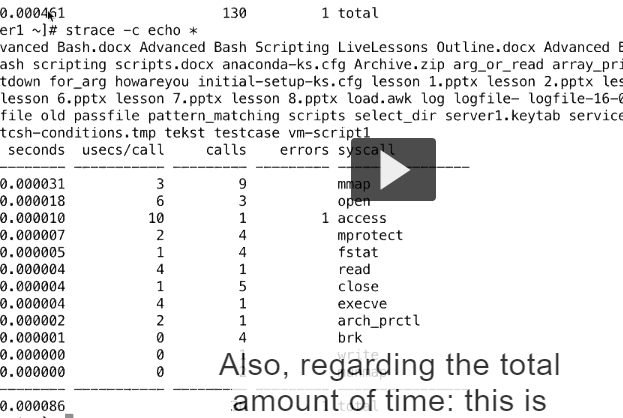 0.000461 130 1 total
er1 ~]# strace -c echo *
vanced Bash.docx Advanced Bash Scripting LiveLessons Outline.docx Advanced B
ash scripting scripts.docx anaconda-ks.cfg Archive.zip arg_or_read array_pri
tdown for_arg howareyou initial-setup-ks.cfg lesson 1.pptx lesson 2.pptx les
lesson 6.pptx lesson 7.pptx lesson 8.pptx load.awk log logfile- logfile-16-0
file old passfile pattern_matching scripts select_dir server1.keytab service
tcsh-conditions.tmp tekst testcase vm-script1
seconds usecs/call calls errors syscall
0.000031 3 9 mmap
0.000018 6 3 open
0.000010 10 1 1 access
0.000007 2 4 mprotect
0.000005 1 4 fstat
0.000004 4 1 read
0.000004 1 5 close
0.000004 4 1 execve
0.000002 2 1 arch_prctl
0.000001 0 4 brk
0.000000 0 write
0.000000 0
Also, regarding the total
0.000086 total
amount of time: this is